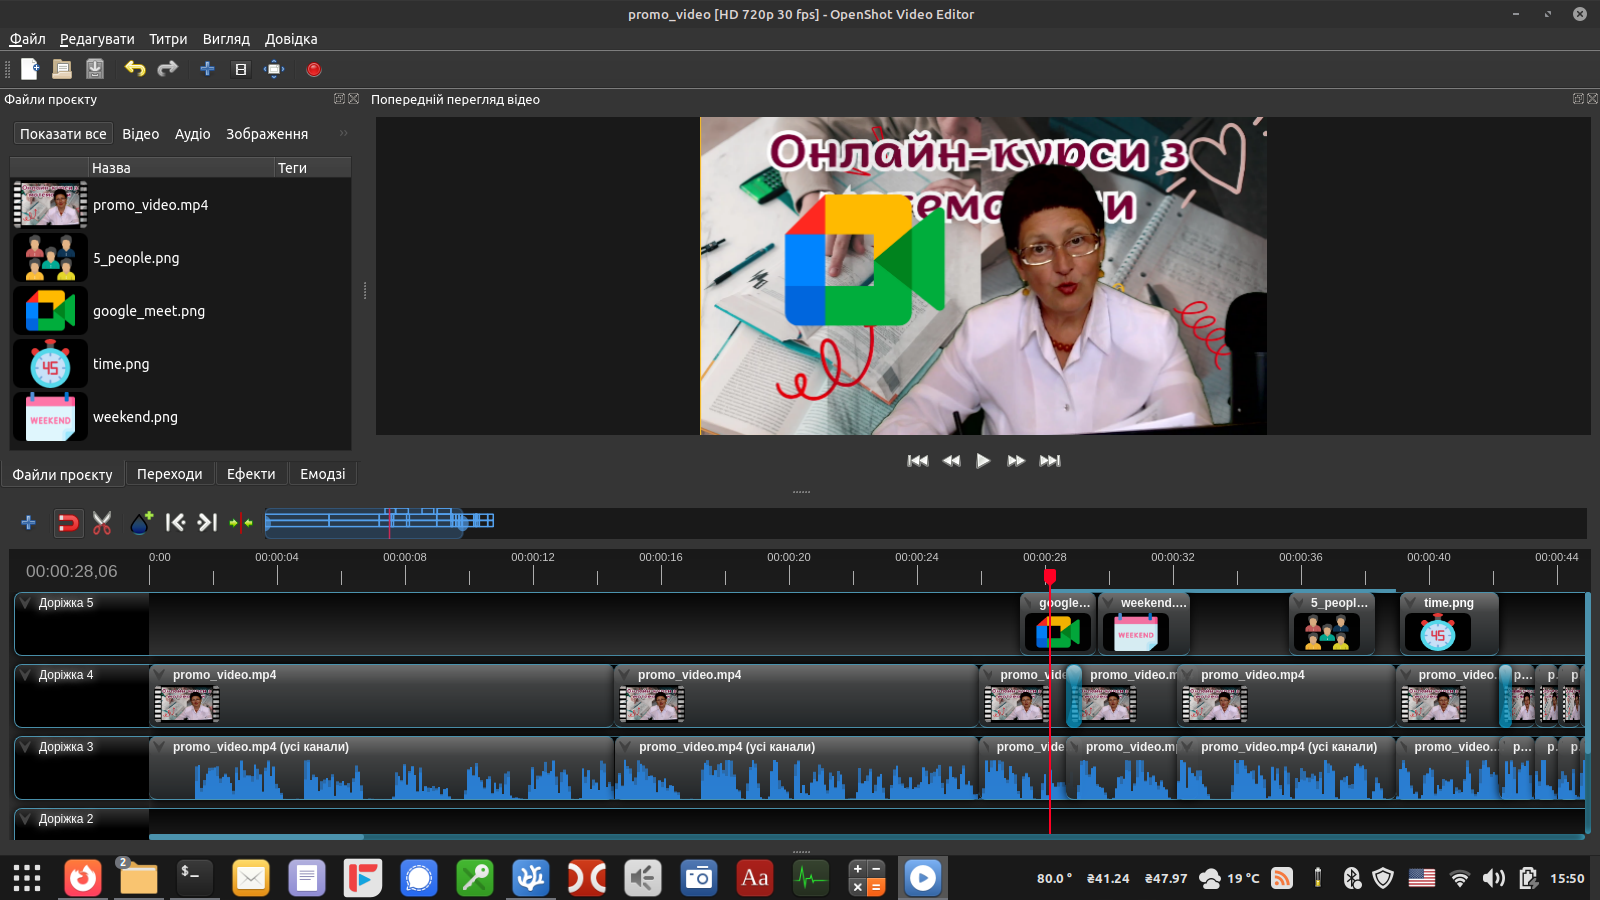 promo_video [HD 720p 30 fps] - OpenShot Video Editor
Файл Редагувати Титри Вигляд Довідка
Файли проєкту
Попередній перегляд відео
Показати все Відео Аудіо Зображення
Назва Теги
promo_video.mp4
5_people.png
google_meet.png
45
time.png
WEEKEND
weekend.png
Онлайн-курси з
Файли проєкту Переходи Ефекти Емодзі
00:00:28,06
0:00 00:00:04 00:00:08 00:00:12 00:00:16 00:00:20 00:00:24 00:00:28 00:00:32 00:00:36 00:00:40 00:00:44
Доріжка 5
google... weekend.... 5_peopl... time.png
WEEKEND 45
Доріжка 4
promo_video.mp4 promo_video.mp4 promo_vide promo_video.m promo_video.mp4 promo_video. p... p. p
Доріжка 3
promo_video.mp4 (усі канали) promo_video.mp4 (усі канали) promo_vide promo_video.m promo_video.mp4 (усі канали) promo_video... p... p. p
Доріжка 2
2
$_
Aa
80.0 ° ₴41.24 ₴47.97 19 °C 15:50